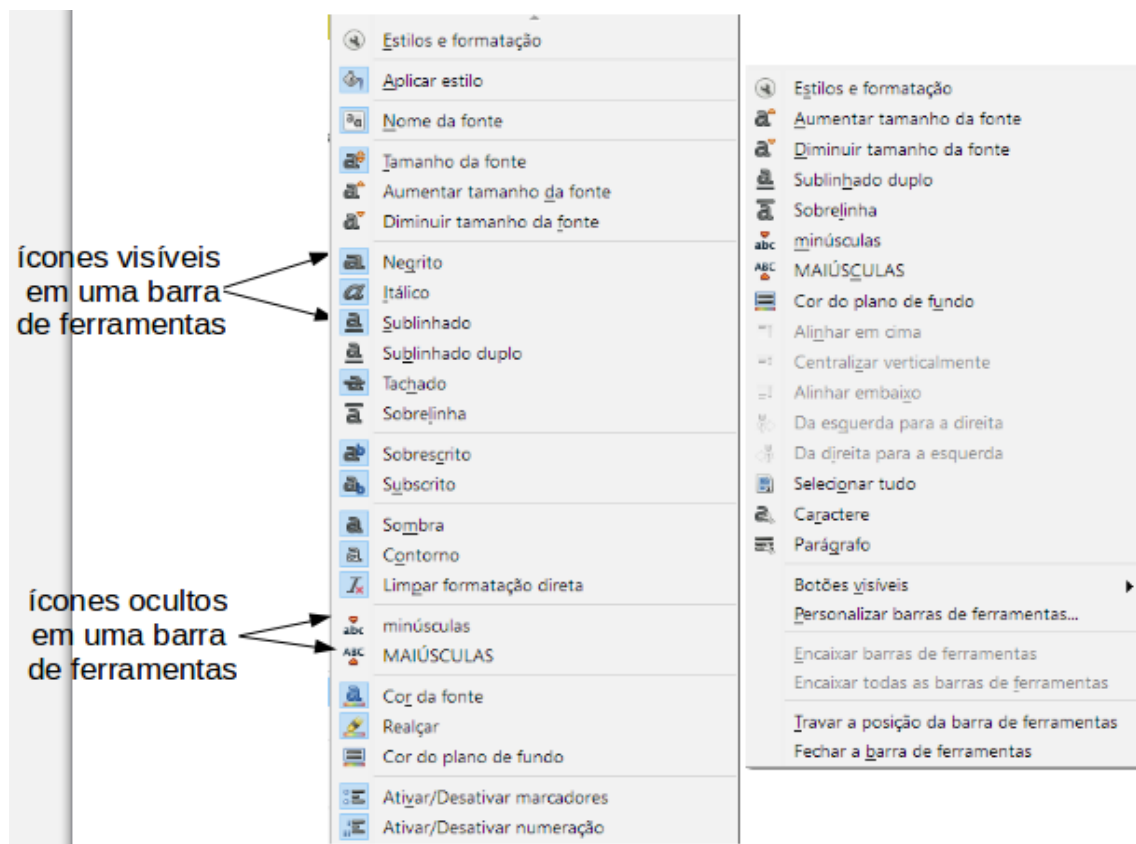 ícones visíveis
em uma barra
de ferramentas
ícones ocultos
em uma barra
de ferramentas
Estilos e formatação
Aplicar estilo
Nome da fonte
Tamanho da fonte
Aumentar tamanho da fonte
Diminuir tamanho da fonte
Negrito
Itálico
Sublinhado
Sublinhado duplo
Tachado
Sobrelinha
Sobrescrito
Subscrito
Sombra
Contorno
Limpar formatação direta
minúsculas
MAIÚSCULAS
Cor da fonte
Realçar
Cor do plano de fundo
Ativar/Desativar marcadores
Ativar/Desativar numeração
Estilos e formatação
Aumentar tamanho da fonte
Diminuir tamanho da fonte
Sublinhado duplo
Sobrelinha
minúsculas
MAIÚSCULAS
Cor do plano de fundo
Alinhar em cima
Centralizar verticalmente
Alinhar embaixo
Da esquerda para a direita
Da direita para a esquerda
Selecionar tudo
Caractere
Parágrafo
Botões visíveis
Personalizar barras de ferramentas...
Encaixar barras de ferramentas
Encaixar todas as barras de ferramentas
Travar a posição da barra de ferramentas
Fechar a barra de ferramentas